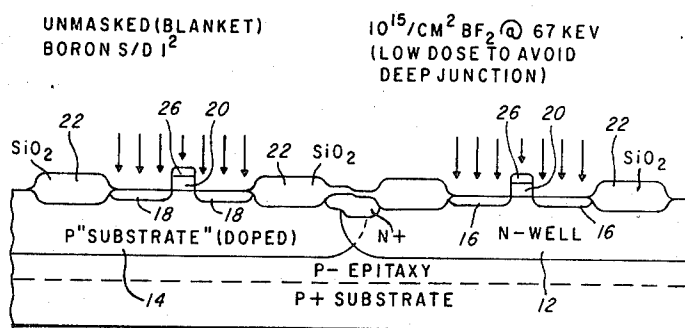 UNMASKED (BLANKET)
BORON S/D I²
10¹⁵/CM² BF₂ @ 67 KEV
(LOW DOSE TO AVOID
DEEP JUNCTION)
26 20 26 20
22 22 SiO₂ 22
SiO₂ SiO₂
18 18 N+ 16 16
P"SUBSTRATE" (DOPED) N-WELL
P- EPITAXY
14 P+ SUBSTRATE 12